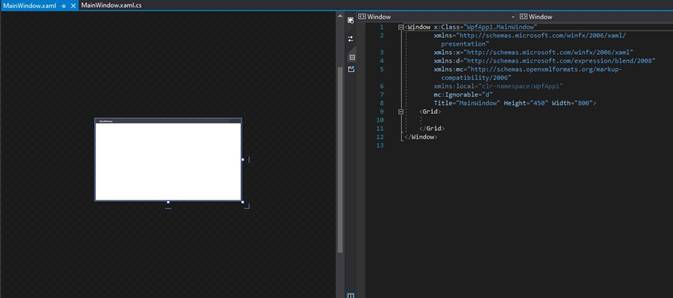 MainWindow.xaml
MainWindow.xaml.cs
Window
Window
1 <Window x:Class="WpfApp1.MainWindow"
2 xmlns="http://schemas.microsoft.com/winfx/2006/xaml/
presentation"
3 xmlns:x="http://schemas.microsoft.com/winfx/2006/xaml"
4 xmlns:d="http://schemas.microsoft.com/expression/blend/2008"
5 xmlns:mc="http://schemas.openxmlformats.org/markup-
compatibility/2006"
6 xmlns:local="clr-namespace:WpfApp1"
7 mc:Ignorable="d"
8 Title="MainWindow" Height="450" Width="800">
9 <Grid>
10
11 </Grid>
12 </Window>
13